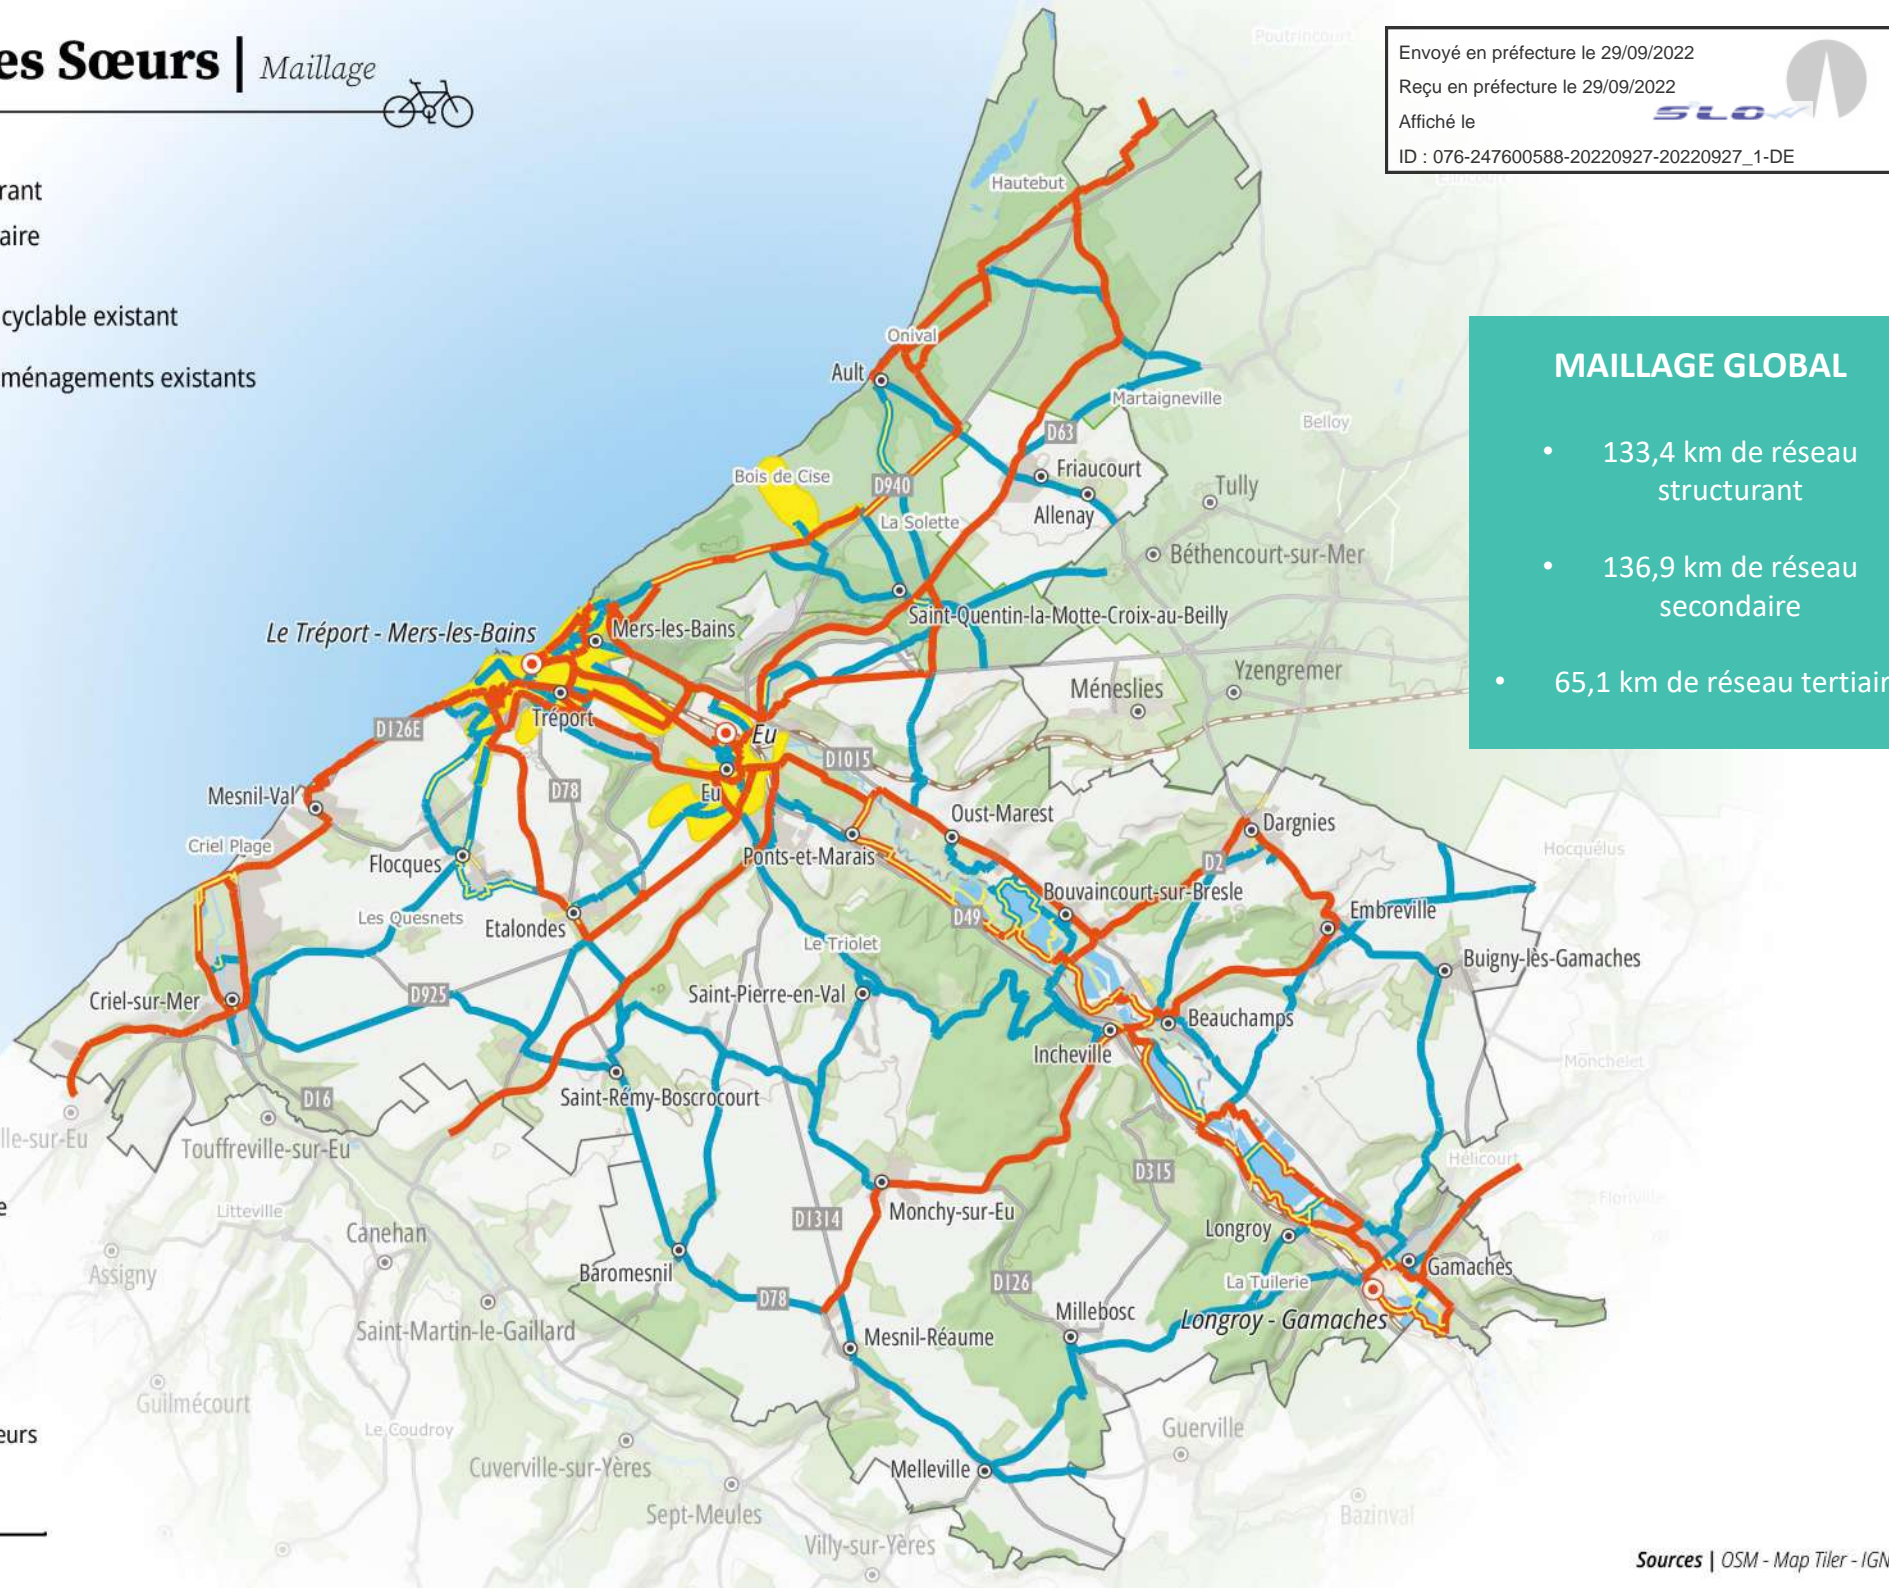 es Sœurs | Maillage
rant
aire
cyclable existant
ménagements existants
Envoyé en préfecture le 29/09/2022
Reçu en préfecture le 29/09/2022
Affiché le
SLOW
ID : 076-247600588-20220927-20220927_1-DE
MAILLAGE GLOBAL
• 133,4 km de réseau
structurant
• 136,9 km de réseau
secondaire
• 65,1 km de réseau tertiair
Poutrincourt
Hautebut
Onival
Ault
Martaigneville
Belloy
D63
Friaucourt
Bois de Cise
D940
Tully
La Solette
Allenay
Béthencourt-sur-Mer
Saint-Quentin-la-Motte-Croix-au-Beilly
Le Tréport - Mers-les-Bains
Mers-les-Bains
Yzengremer
Méneslies
Tréport
D126E
Eu
D1015
Mesnil-Val
D78
Eu
Oust-Marest
Dargnies
Criel Plage
Flocques
Ponts-et-Marais
D2
Hocquélus
Bouvaincourt-sur-Bresle
Les Quesnets
Etalondes
D49
Embreville
Le Triolet
Buigny-lès-Gamaches
Criel-sur-Mer
D925
Saint-Pierre-en-Val
Beauchamps
Incheville
Monchelet
D16
Saint-Rémy-Boscrocourt
lle-sur-Eu
Touffreville-sur-Eu
Hélicourt
D315
Floriville
e
Litteville
D1314
Monchy-sur-Eu
Canehan
Longroy
Assigny
Baromesnil
D126
La Tuilerie
Gamaches
D78
Millebosc
Longroy - Gamaches
Saint-Martin-le-Gaillard
Mesnil-Réaume
Guilmécourt
Le Coudroy
Guerville
eurs
Cuverville-sur-Yères
Melleville
Sept-Meules
Bazinval
Villy-sur-Yères
Sources | OSM - Map Tiler - IGN